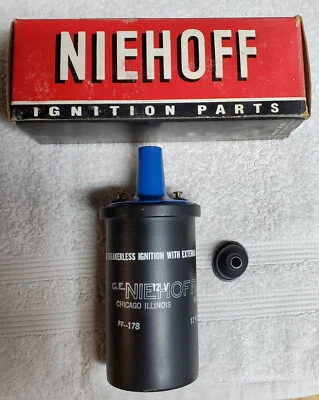 NIEHOFF
IGNITION PARTS
BREAKERLESS IGNITION WITH EXTERNAL
12-V
C.E. NIEHOFF
CHICAGO ILLINOIS
FF-178